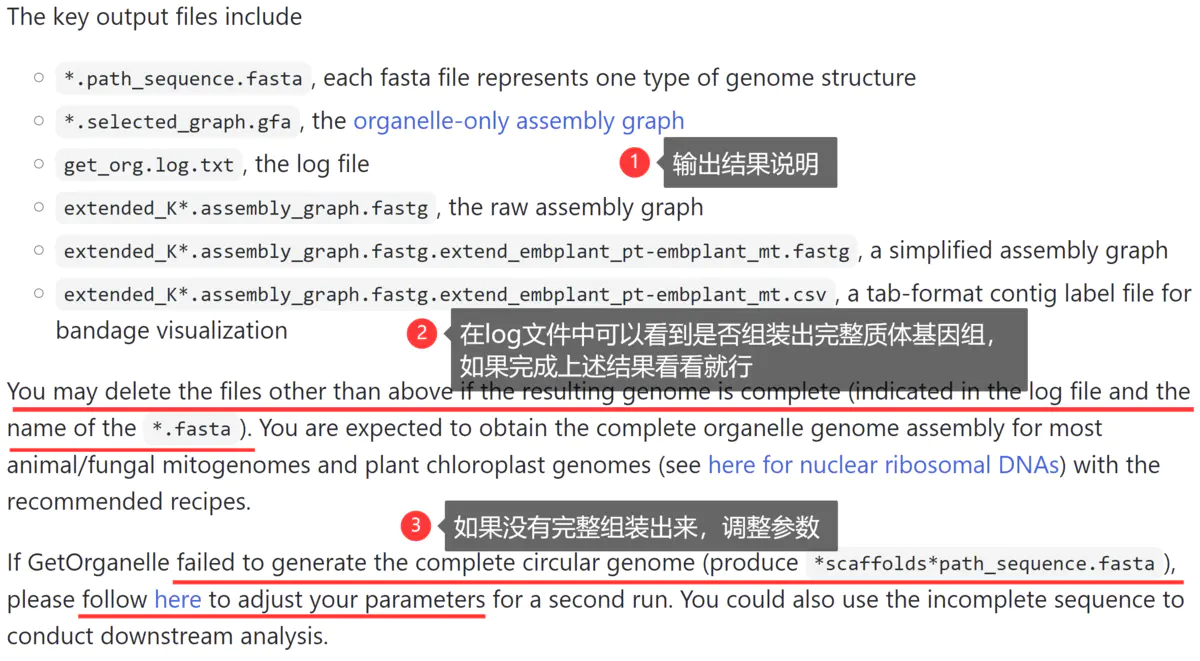 The key output files include
*.path_sequence.fasta, each fasta file represents one type of genome structure
*.selected_graph.gfa, the organelle-only assembly graph
get_org.log.txt, the log file
1 输出结果说明
extended_K*.assembly_graph.fastg, the raw assembly graph
extended_K*.assembly_graph.fastg.extend_embplant_pt-embplant_mt.fastg, a simplified assembly graph
extended_K*.assembly_graph.fastg.extend_embplant_pt-embplant_mt.csv, a tab-format contig label file for
bandage visualization
2 在log文件中可以看到是否组装出完整质体基因组,
如果完成上述结果看看就行
You may delete the files other than above if the resulting genome is complete (indicated in the log file and the
name of the *.fasta). You are expected to obtain the complete organelle genome assembly for most
animal/fungal mitogenomes and plant chloroplast genomes (see here for nuclear ribosomal DNAs) with the
recommended recipes.
3 如果没有完整组装出来，调整参数
If GetOrganelle failed to generate the complete circular genome (produce *scaffolds*path_sequence.fasta),
please follow here to adjust your parameters for a second run. You could also use the incomplete sequence to
conduct downstream analysis.